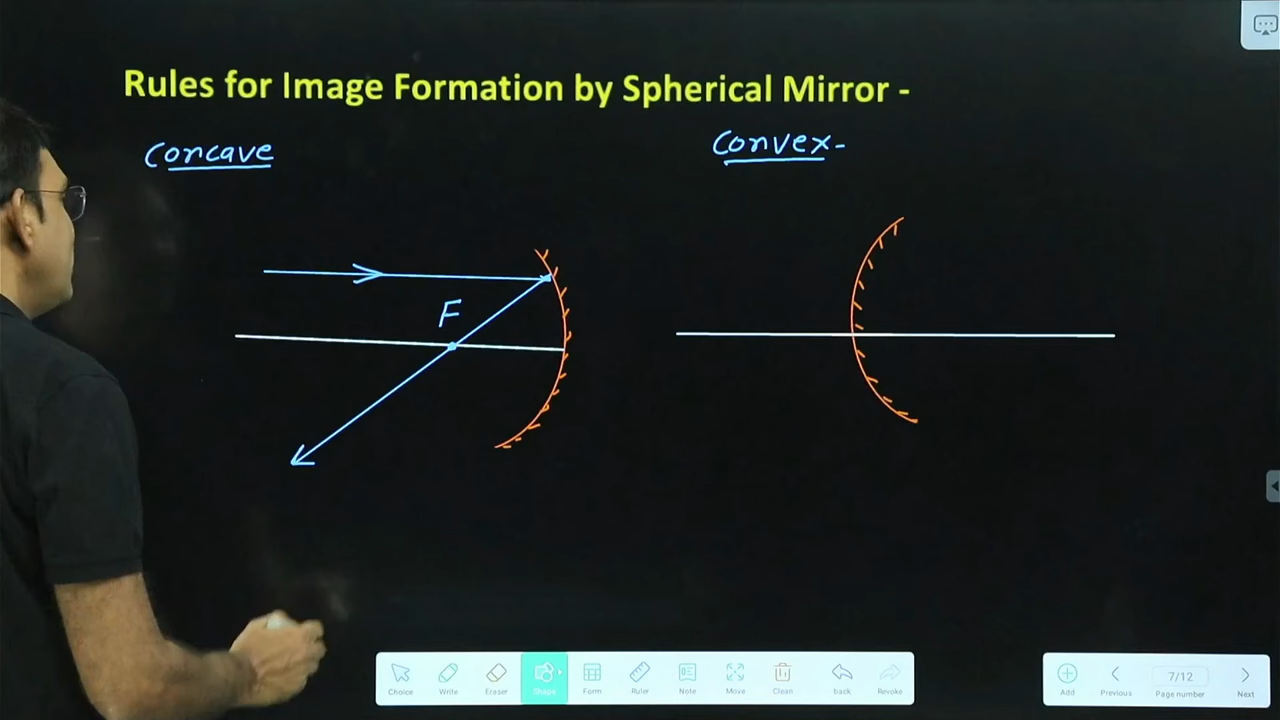 Rules for Image Formation by Spherical Mirror -
Concave
Convex-
F
Choice
Write
Eraser
Shape
Form
Ruler
Note
Move
Clean
back
Revoke
Add
Previous
7/12
Page number
Next